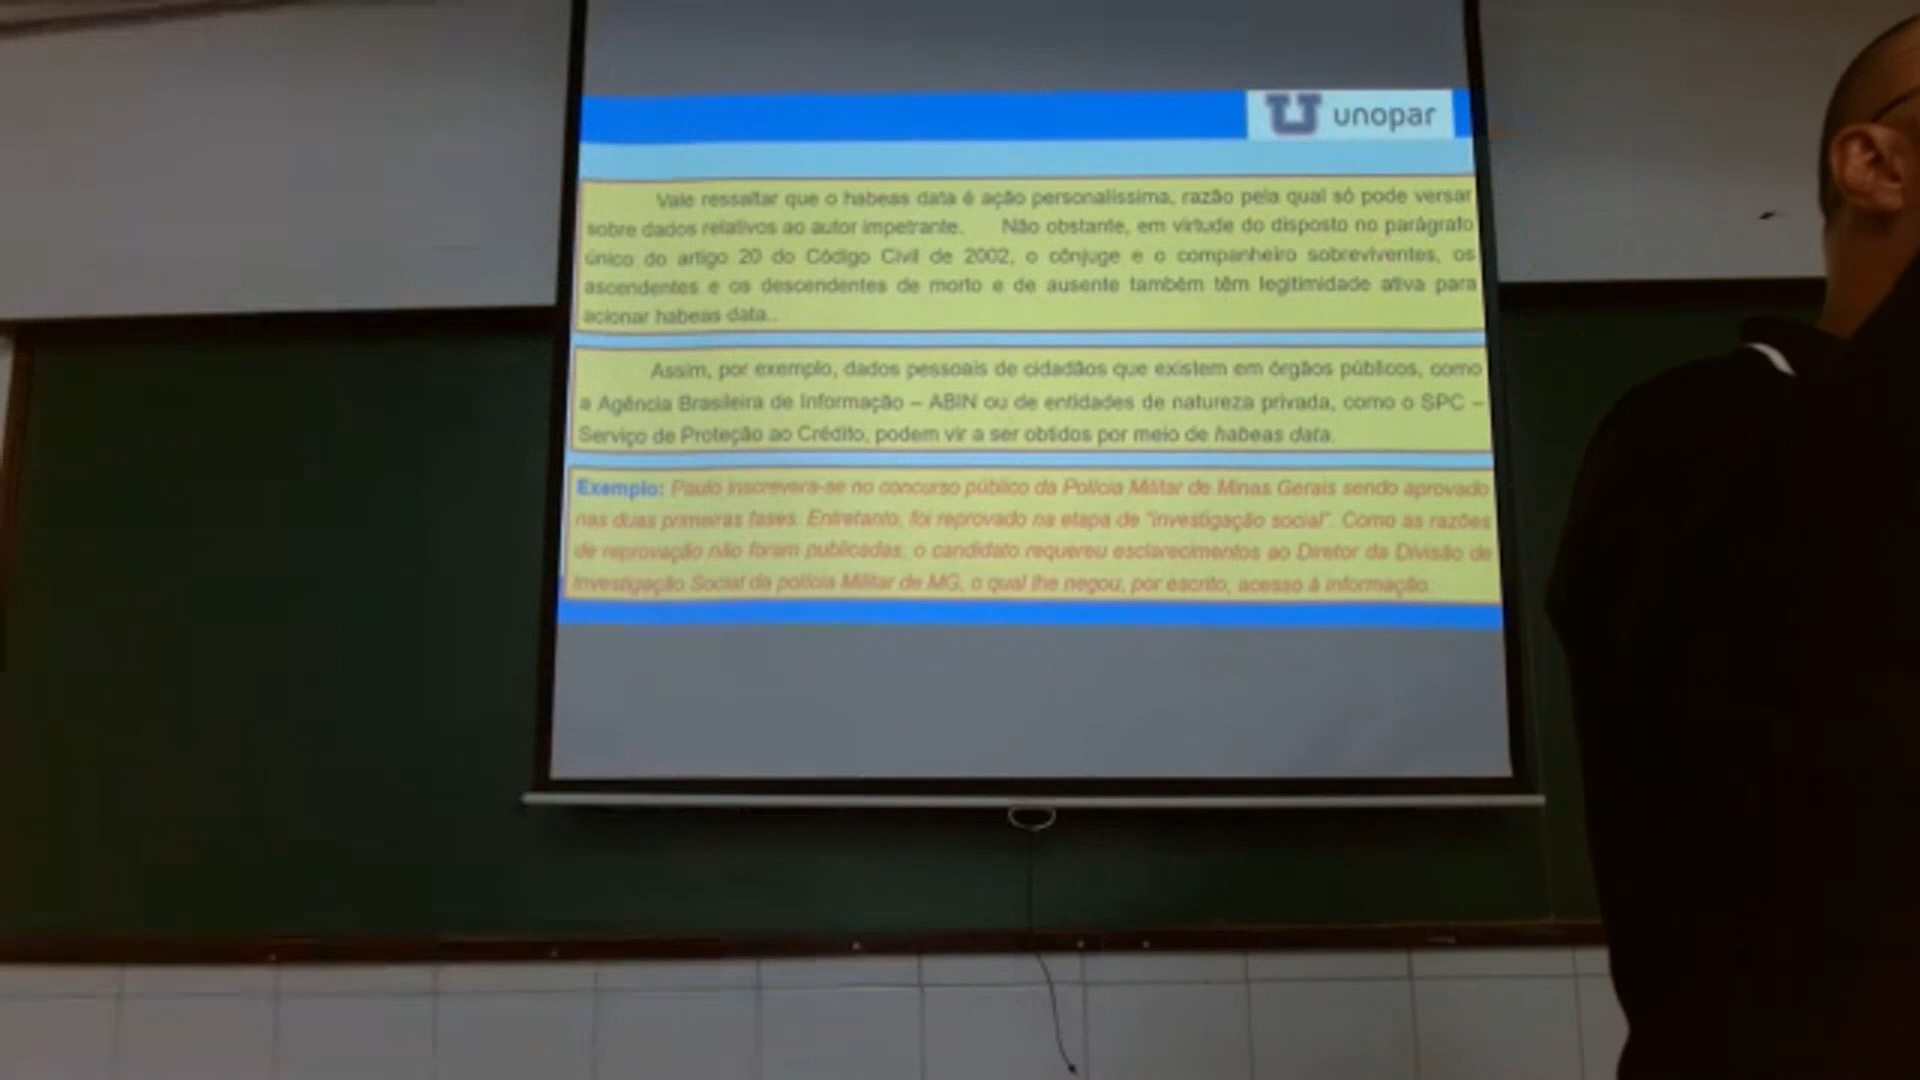 unopar
Vale ressaltar que o habeas data é ação personalíssima, razão pela qual só pode versar
sobre dados relativos ao autor impetrante. Não obstante, em virtude do disposto no parágrafo
único do artigo 20 do Código Civil de 2002, o cônjuge e o companheiro sobreviventes, os
ascendentes e os descendentes de morto e de ausente também têm legitimidade ativa para
acionar habeas data..
Assim, por exemplo, dados pessoais de cidadãos que existem em órgãos públicos, como
a Agência Brasileira de Informação – ABIN ou de entidades de natureza privada, como o SPC –
Serviço de Proteção ao Crédito, podem vir a ser obtidos por meio de habeas data.
Exemplo: Paulo inscrevera-se no concurso público da Polícia Militar de Minas Gerais sendo aprovado
nas duas primeiras fases. Entretanto, foi reprovado na etapa de "investigação social". Como as razões
de reprovação não foram publicadas, o candidato requereu esclarecimentos ao Diretor da Divisão de
Investigação Social da polícia Militar de MG, o qual lhe negou, por escrito, acesso à informação.